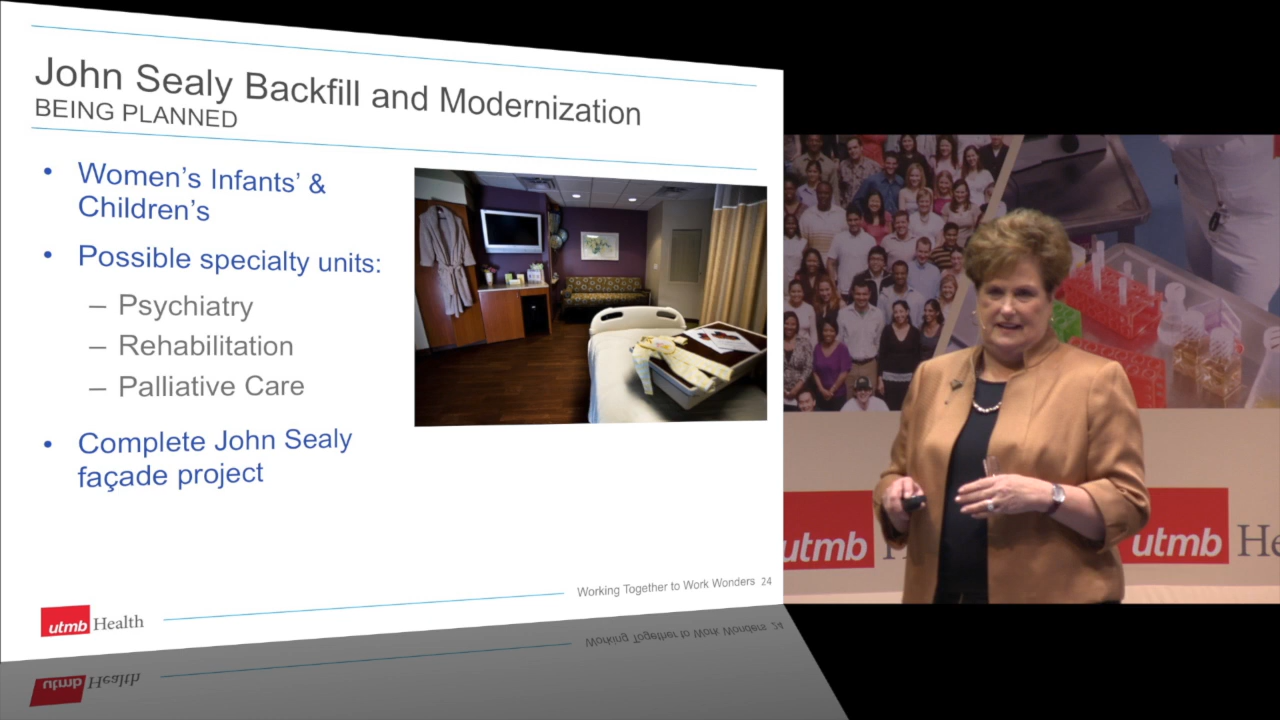 John Sealy Backfill and Modernization
BEING PLANNED
• Women’s Infants’ &
Children’s
• Possible specialty units:
– Psychiatry
– Rehabilitation
– Palliative Care
• Complete John Sealy
façade project
Working Together to Work Wonders 24
utmb Health
utmb
utmb He